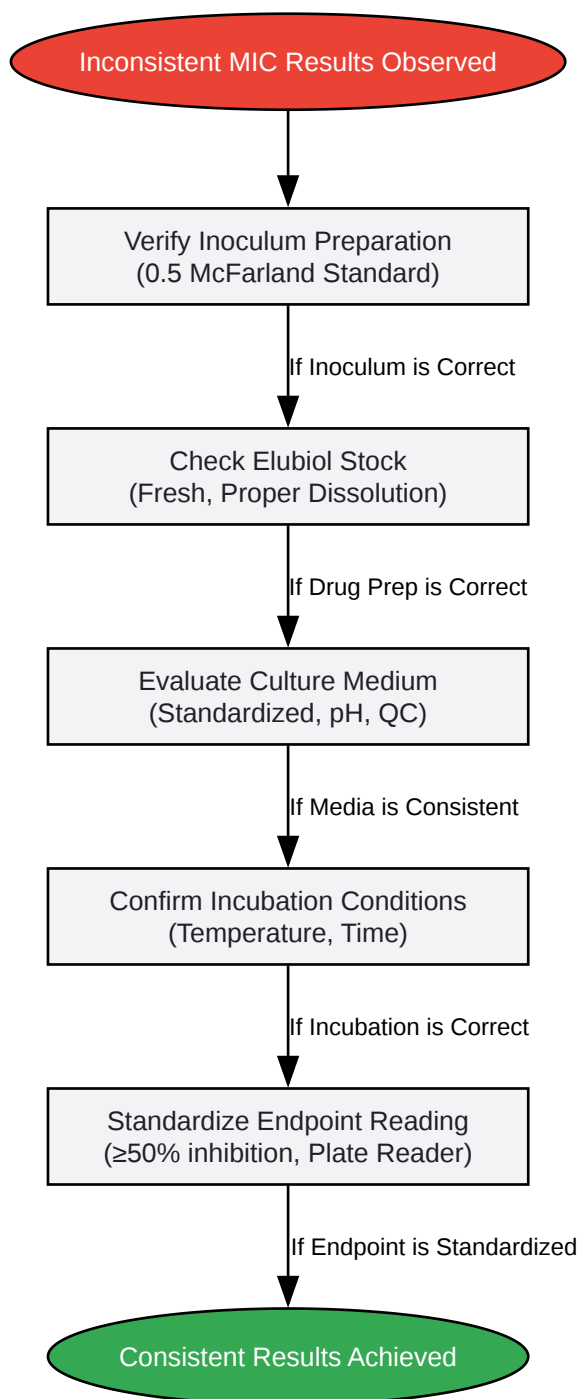 Inconsistent MIC Results Observed
Verify Inoculum Preparation
(0.5 McFarland Standard)
If Inoculum is Correct
Check Elubiol Stock
(Fresh, Proper Dissolution)
If Drug Prep is Correct
Evaluate Culture Medium
(Standardized, pH, QC)
If Media is Consistent
Confirm Incubation Conditions
(Temperature, Time)
If Incubation is Correct
Standardize Endpoint Reading
(≥50% inhibition, Plate Reader)
If Endpoint is Standardized
Consistent Results Achieved